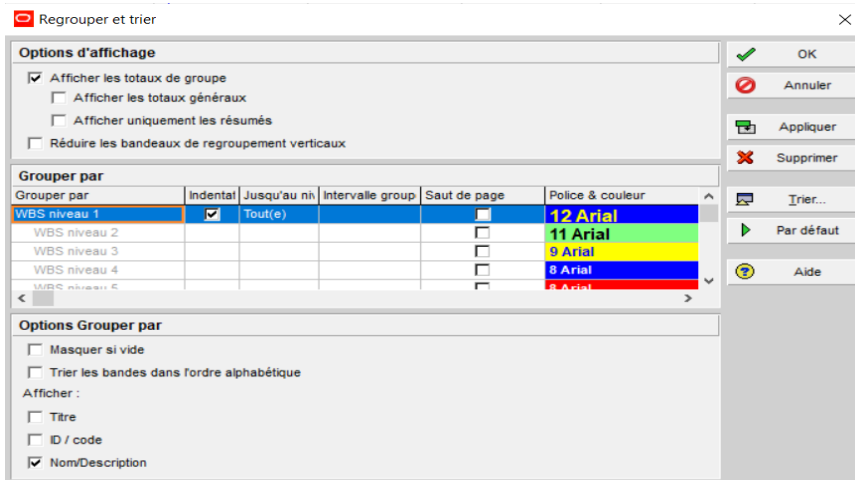 Regrouper et trier
Options d'affichage
Afficher les totaux de groupe
Afficher les totaux généraux
Afficher uniquement les résumés
Réduire les bandeaux de regroupement verticaux
Grouper par
Grouper par Indentat Jusqu'au niv Intervalle group Saut de page Police & couleur
WBS niveau 1 Tout(e) 12 Arial
WBS niveau 2 11 Arial
WBS niveau 3 9 Arial
WBS niveau 4 8 Arial
WBS niveau 5 8 Arial
Options Grouper par
Masquer si vide
Trier les bandes dans l'ordre alphabétique
Afficher :
Titre
ID / code
Nom/Description
OK
Annuler
Appliquer
Supprimer
Trier...
Par défaut
Aide